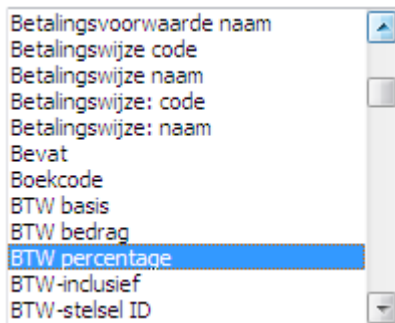 Betalingsvoorwaarde naam
Betalingswijze code
Betalingswijze naam
Betalingswijze: code
Betalingswijze: naam
Bevat
Boekcode
BTW basis
BTW bedrag
BTW percentage
BTW-inclusief
BTW-stelsel ID